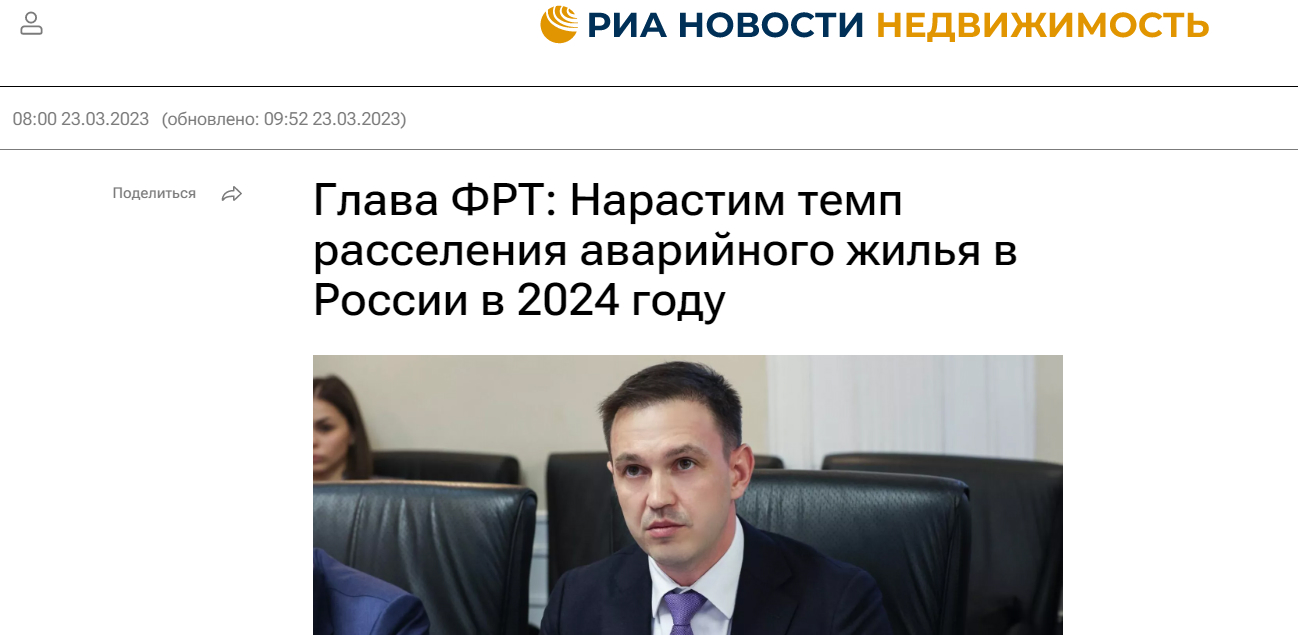 РИА НОВОСТИ НЕДВИЖИМОСТЬ
08:00 23.03.2023 (обновлено: 09:52 23.03.2023)
Поделиться
Глава ФРТ: Нарастим темп
расселения аварийного жилья в
России в 2024 году